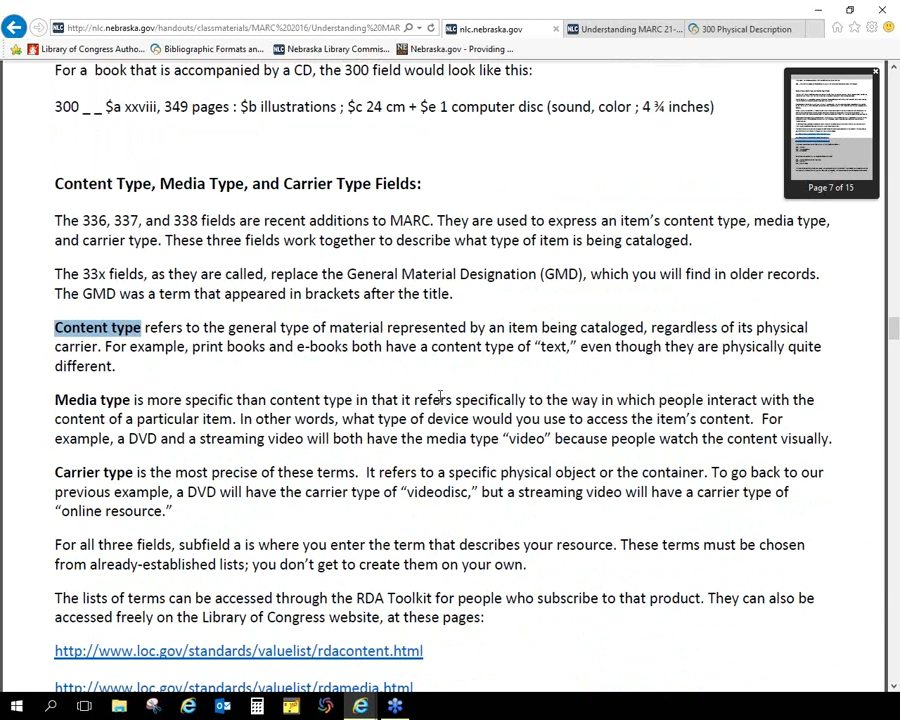 http://nlc.nebraska.gov/handouts/classmaterials/MARC%202016/Understanding%20MAR
nlc.nebraska.gov
Understanding MARC 21-...
300 Physical Description
Library of Congress Autho...
Bibliographic Formats an...
Nebraska Library Commis...
Nebraska.gov - Providing ...
For a book that is accompanied by a CD, the 300 field would look like this:
300 _ _ $a xxviii, 349 pages : $b illustrations ; $c 24 cm + $e 1 computer disc (sound, color ; 4 ¾ inches)
Page 7 of 15
Content Type, Media Type, and Carrier Type Fields:
The 336, 337, and 338 fields are recent additions to MARC. They are used to express an item's content type, media type,
and carrier type. These three fields work together to describe what type of item is being cataloged.
The 33x fields, as they are called, replace the General Material Designation (GMD), which you will find in older records.
The GMD was a term that appeared in brackets after the title.
Content type refers to the general type of material represented by an item being cataloged, regardless of its physical
carrier. For example, print books and e-books both have a content type of “text,” even though they are physically quite
different.
Media type is more specific than content type in that it refers specifically to the way in which people interact with the
content of a particular item. In other words, what type of device would you use to access the item's content. For
example, a DVD and a streaming video will both have the media type “video” because people watch the content visually.
Carrier type is the most precise of these terms. It refers to a specific physical object or the container. To go back to our
previous example, a DVD will have the carrier type of “videodisc,” but a streaming video will have a carrier type of
“online resource.”
For all three fields, subfield a is where you enter the term that describes your resource. These terms must be chosen
from already-established lists; you don't get to create them on your own.
The lists of terms can be accessed through the RDA Toolkit for people who subscribe to that product. They can also be
accessed freely on the Library of Congress website, at these pages:
http://www.loc.gov/standards/valuelist/rdacontent.html
http://www.loc.gov/standards/valuelist/rdamedia.html